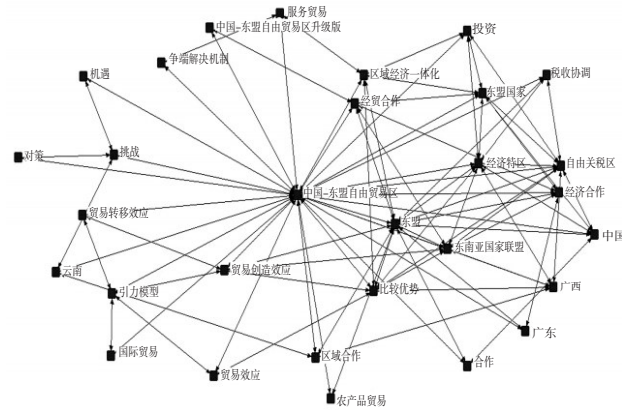 服务贸易
中国-东盟自由贸易区升级版
投资
争端解决机制
机遇
区域经济一体化
税收协调
东盟国家
经贸合作
对策
挑战
经济特区
自由关税区
中国-东盟自由贸易区
经济合作
贸易转移效应
东盟
中国
东南亚国家联盟
云南
贸易创造效应
引力模型
比较优势
广西
广东
国际贸易
区域合作
合作
贸易效应
农产品贸易